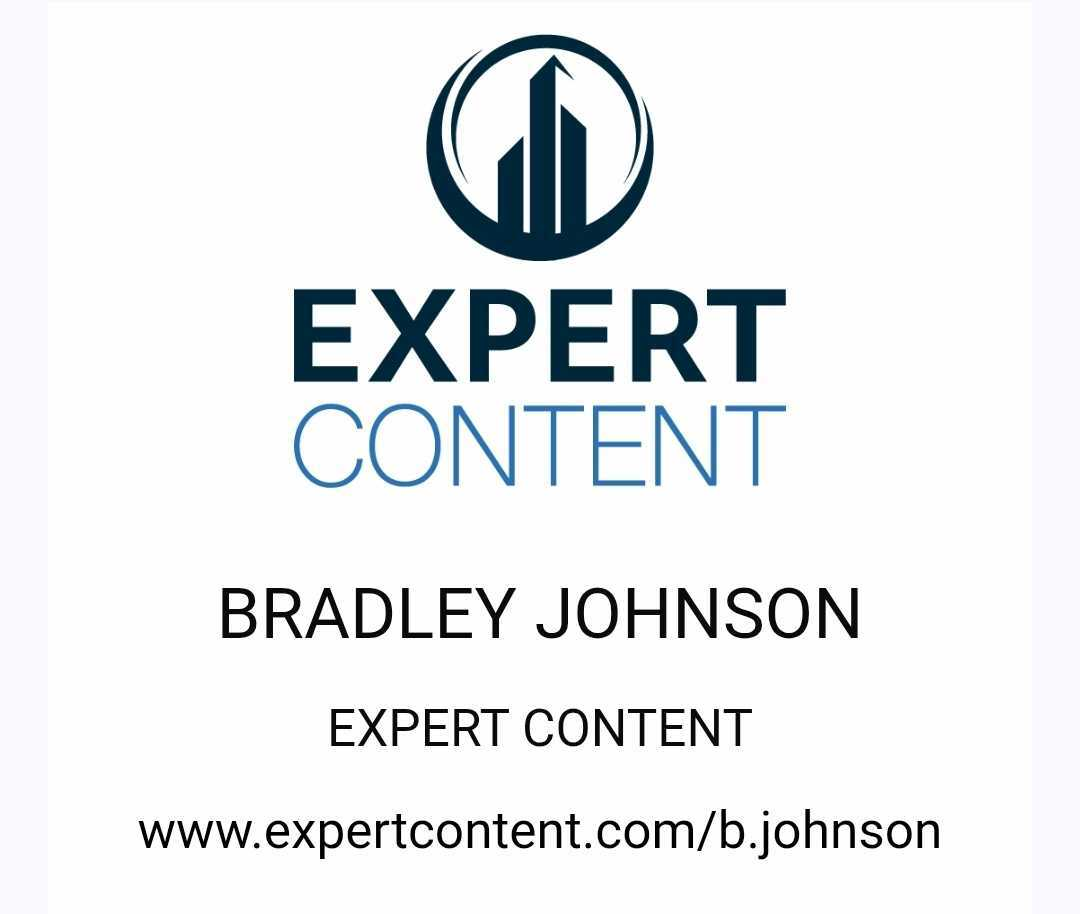 EXPERT
CONTENT
BRADLEY JOHNSON
EXPERT CONTENT
www.expertcontent.com/b.johnson